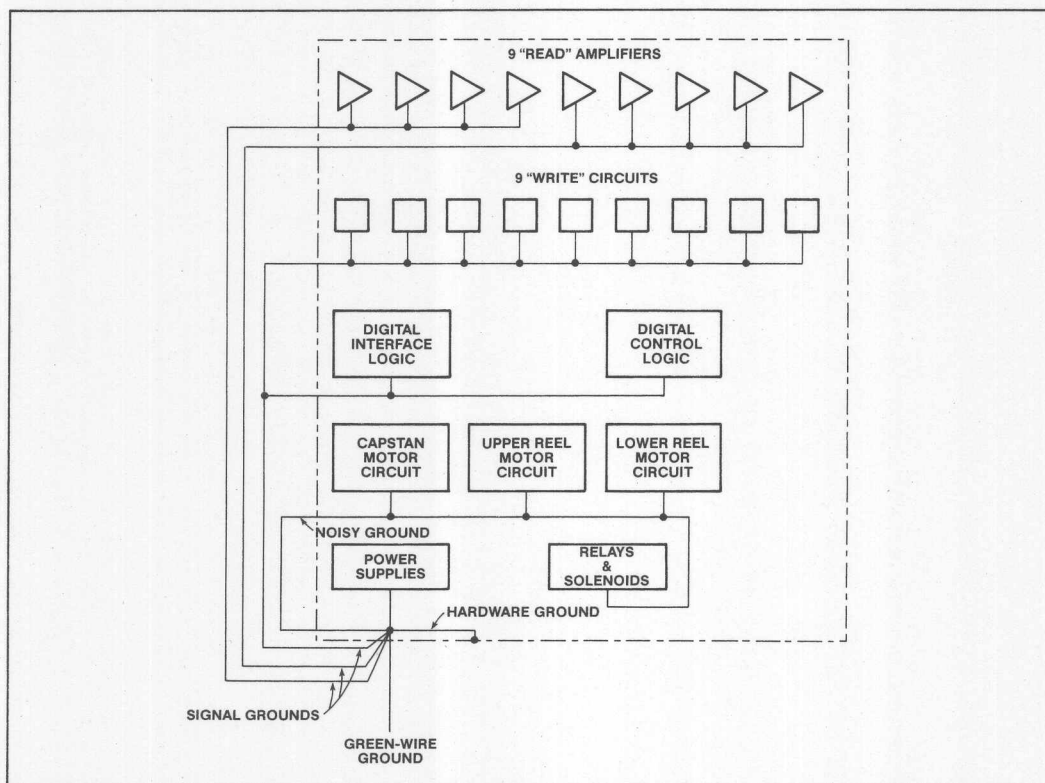 9 "READ" AMPLIFIERS
9 "WRITE" CIRCUITS
DIGITAL
INTERFACE
LOGIC
DIGITAL
CONTROL
LOGIC
CAPSTAN
MOTOR
CIRCUIT
UPPER REEL
MOTOR
CIRCUIT
LOWER REEL
MOTOR
CIRCUIT
NOISY GROUND
POWER
SUPPLIES
RELAYS
&
SOLENOIDS
HARDWARE GROUND
SIGNAL GROUNDS
GREEN-WIRE
GROUND